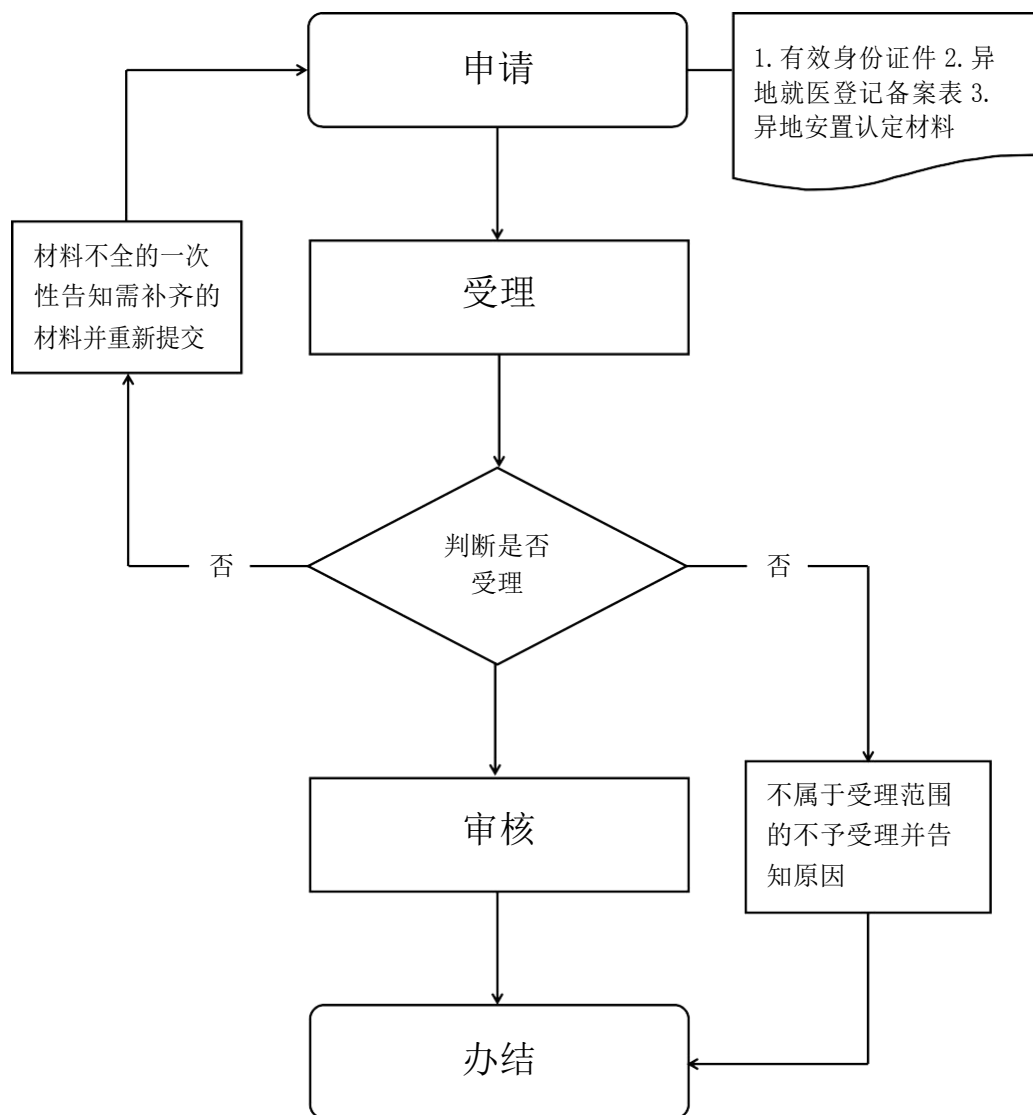 申请
1.有效身份证件 2.异
地就医登记备案表 3.
异地安置认定材料
材料不全的一次
性告知需补齐的
材料并重新提交
受理
判断是否
受理
否
否
审核
不属于受理范围
的不予受理并告
知原因
办结